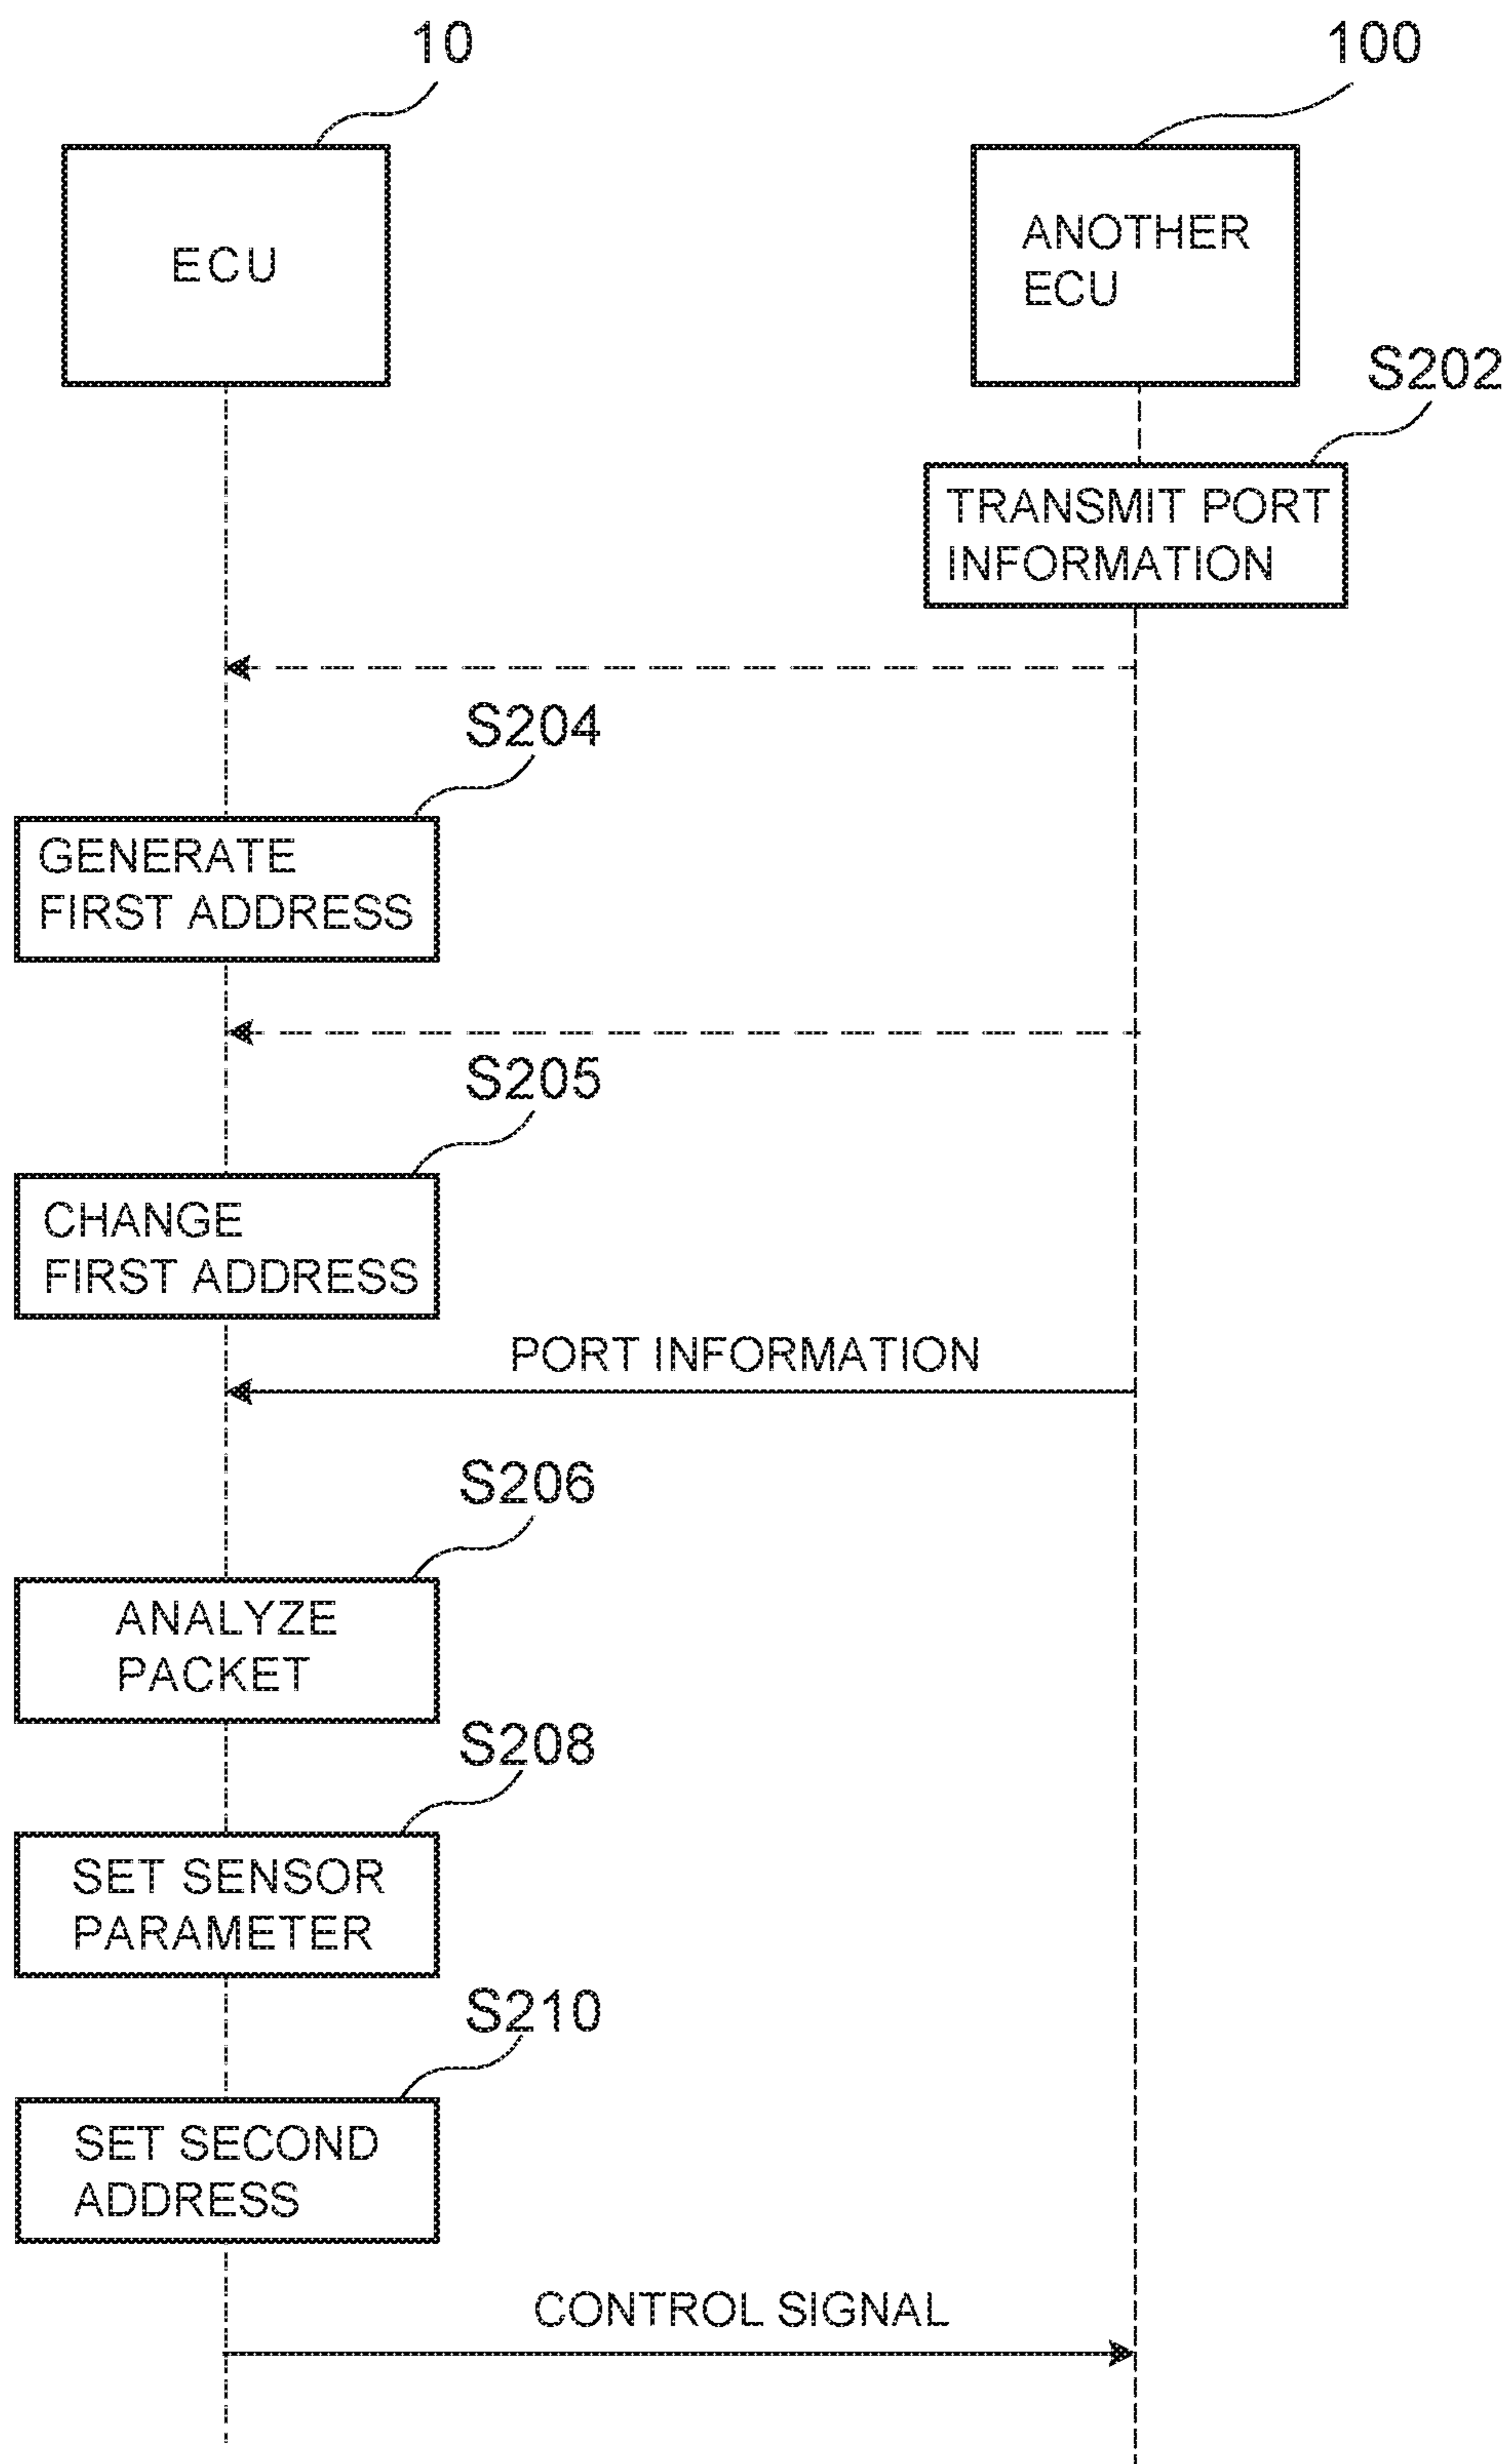 10
100
ECU
ANOTHER
ECU
S202
TRANSMIT PORT
INFORMATION
S204
GENERATE
FIRST ADDRESS
S205
CHANGE
FIRST ADDRESS
PORT INFORMATION
S206
ANALYZE
PACKET
S208
SET SENSOR
PARAMETER
S210
SET SECOND
ADDRESS
CONTROL SIGNAL